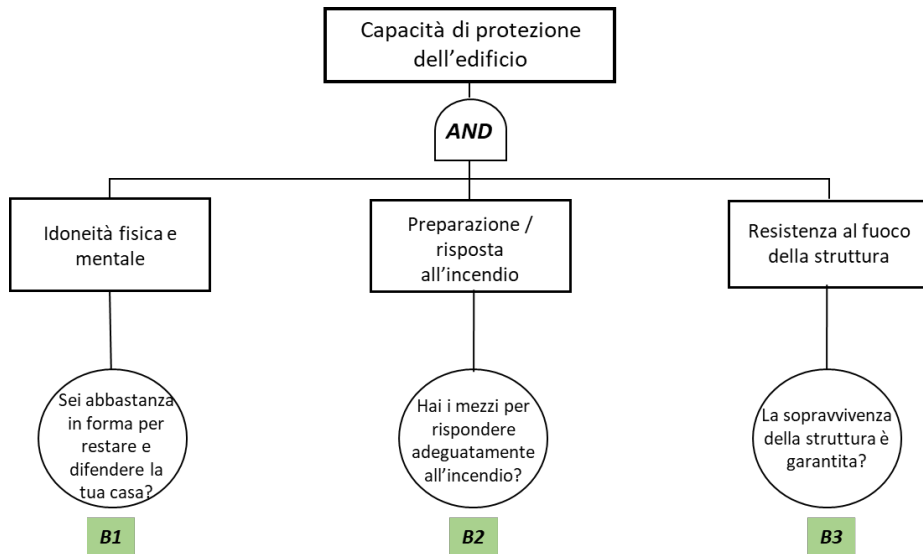 Capacità di protezione
dell'edificio
AND
Idoneità fisica e
mentale
Preparazione /
risposta
all'incendio
Resistenza al fuoco
della struttura
Sei abbastanza
in forma per
restare e
difendere la
tua casa?
Hai i mezzi per
rispondere
adeguatamente
all'incendio?
La sopravvivenza
della struttura è
garantita?
B1
B2
B3